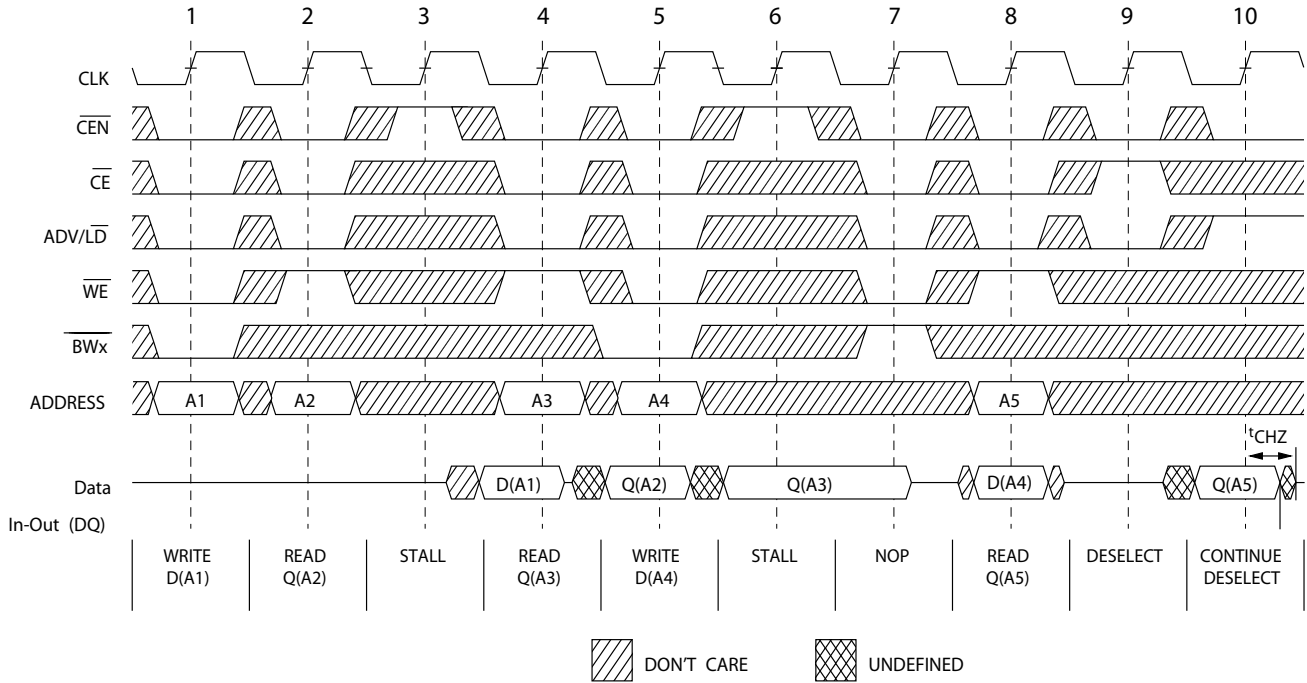 1 2 3 4 5 6 7 8 9 10
CLK
CEN
CE
ADV/LD
WE
BWx
ADDRESS A1 A2 A3 A4 A5
tCHZ
Data D(A1) Q(A2) Q(A3) D(A4) Q(A5)
In-Out (DQ)
WRITE READ STALL READ WRITE STALL NOP READ DESELECT CONTINUE
D(A1) Q(A2) Q(A3) D(A4) Q(A5) DESELECT
DON'T CARE UNDEFINED